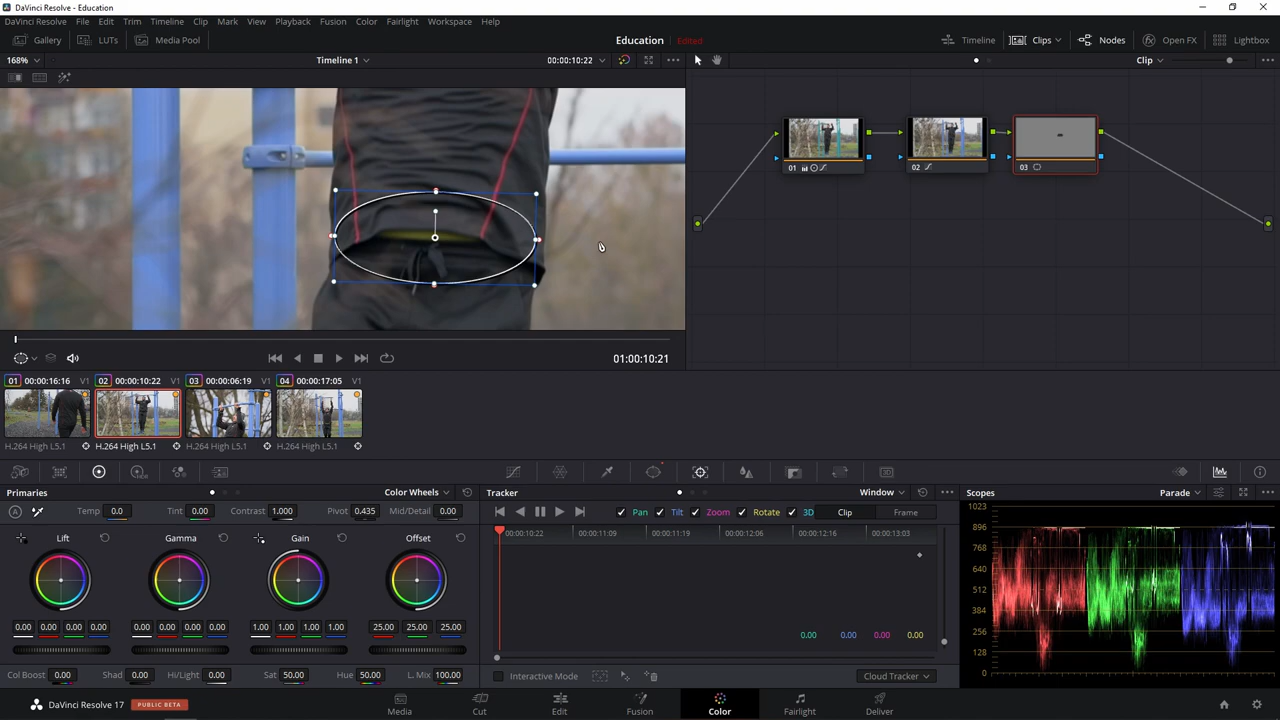 DaVinci Resolve - Education
DaVinci Resolve File Edit Trim Timeline Clip Mark View Playback Fusion Color Fairlight Workspace Help
Gallery LUTs Media Pool Education Edited Timeline Clips Nodes Open FX Lightbox
168% Timeline 1 00:00:10:22 Clip
01 02 03
01:00:10:21
01 00:00:16:16 V1 02 00:00:10:22 V1 03 00:00:06:19 V1 04 00:00:17:05 V1
H.264 High L5.1 H.264 High L5.1 H.264 High L5.1 H.264 High L5.1
Primaries Color Wheels Tracker Window Scopes Parade
A Temp 0.0 Tint 0.00 Contrast 1.000 Pivot 0.435 Mid/Detail 0.00 Pan Tilt Zoom Rotate 3D Clip Frame
Lift Gamma Gain Offset
00:00:10:22 00:00:11:09 00:00:11:19 00:00:12:06 00:00:12:16 00:00:13:03
0.00 0.00 0.00 0.00 0.00 0.00 0.00 0.00 1.00 1.00 1.00 1.00 25.00 25.00 25.00
0.00 0.00 0.00 0.00
Col Boost 0.00 Shad 0.00 Hi/Light 0.00 Sat 50.00 Hue 50.00 L. Mix 100.00 Interactive Mode Cloud Tracker
1023
896
768
640
512
384
256
128
0
DaVinci Resolve 17 PUBLIC BETA Media Cut Edit Fusion Color Fairlight Deliver